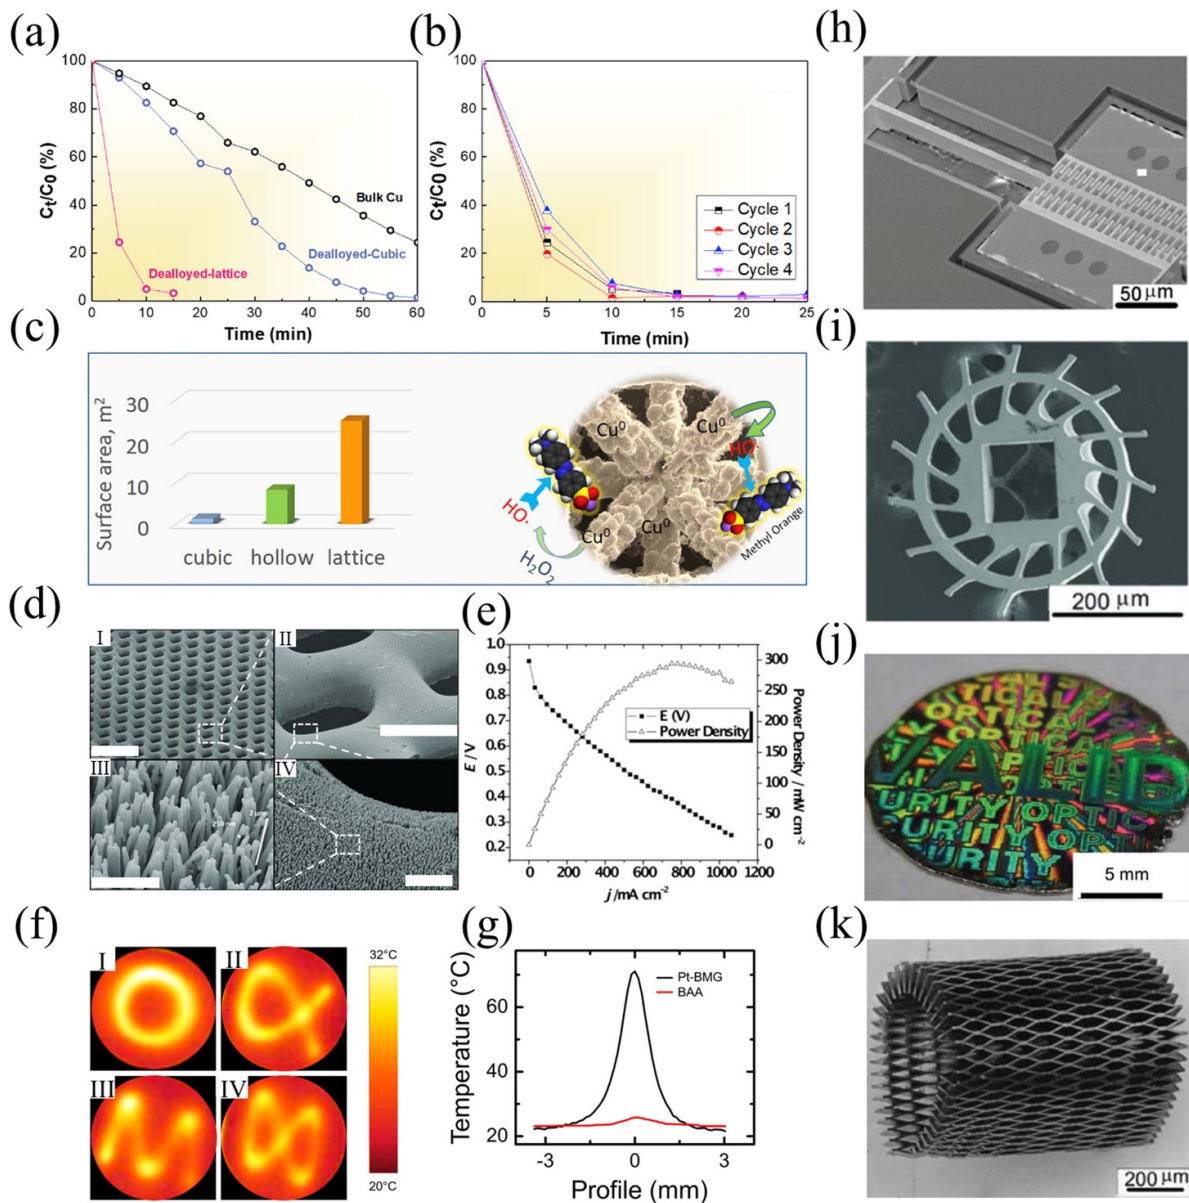 (a)
100
80
60
40
20
0
Ct/C0 (%)
Bulk Cu
Dealloyed-Cubic
Dealloyed-lattice
0 10 20 30 40 50 60
Time (min)
(b)
100
80
60
40
20
0
Ct/C0 (%)
Cycle 1
Cycle 2
Cycle 3
Cycle 4
0 5 10 15 20 25
Time (min)
(c)
Surface area, m²
30
20
10
0
cubic hollow lattice
Cu⁰
Cu⁰
Cu⁰
Cu⁰
HO·
HO·
H₂O₂
Methyl Orange
(d)
I
II
III
250 nm
2 μm
IV
(e)
1.0
0.9
0.8
0.7
0.6
0.5
0.4
0.3
0.2
E /V
E (V)
Power Density
300
250
200
150
100
50
0
Power Density / mW cm⁻²
0 200 400 600 800 1000 1200
j /mA cm⁻²
(f)
I
II
III
IV
32°C
20°C
(g)
Temperature (°C)
60
40
20
Pt-BMG
BAA
-3 0 3
Profile (mm)
(h)
50 μm
(i)
200 μm
(j)
OPTICAL
OPTICAL
VALID
URITY OPT
CURITY
5 mm
(k)
200 μm